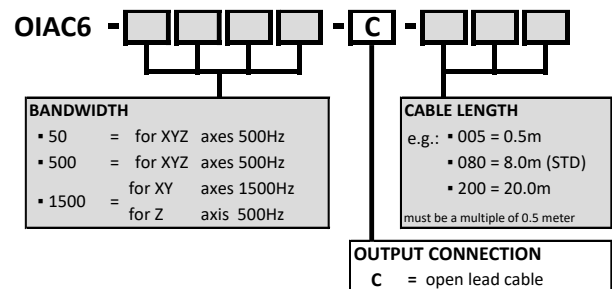 OIAC6 - - C -
BANDWIDTH
▪ 50 = for XYZ axes 500Hz
▪ 500 = for XYZ axes 500Hz
▪ 1500 = for XY axes 1500Hz
for Z axis 500Hz
CABLE LENGTH
e.g.: ▪ 005 = 0.5m
▪ 080 = 8.0m (STD)
▪ 200 = 20.0m
must be a multiple of 0.5 meter
OUTPUT CONNECTION
C = open lead cable